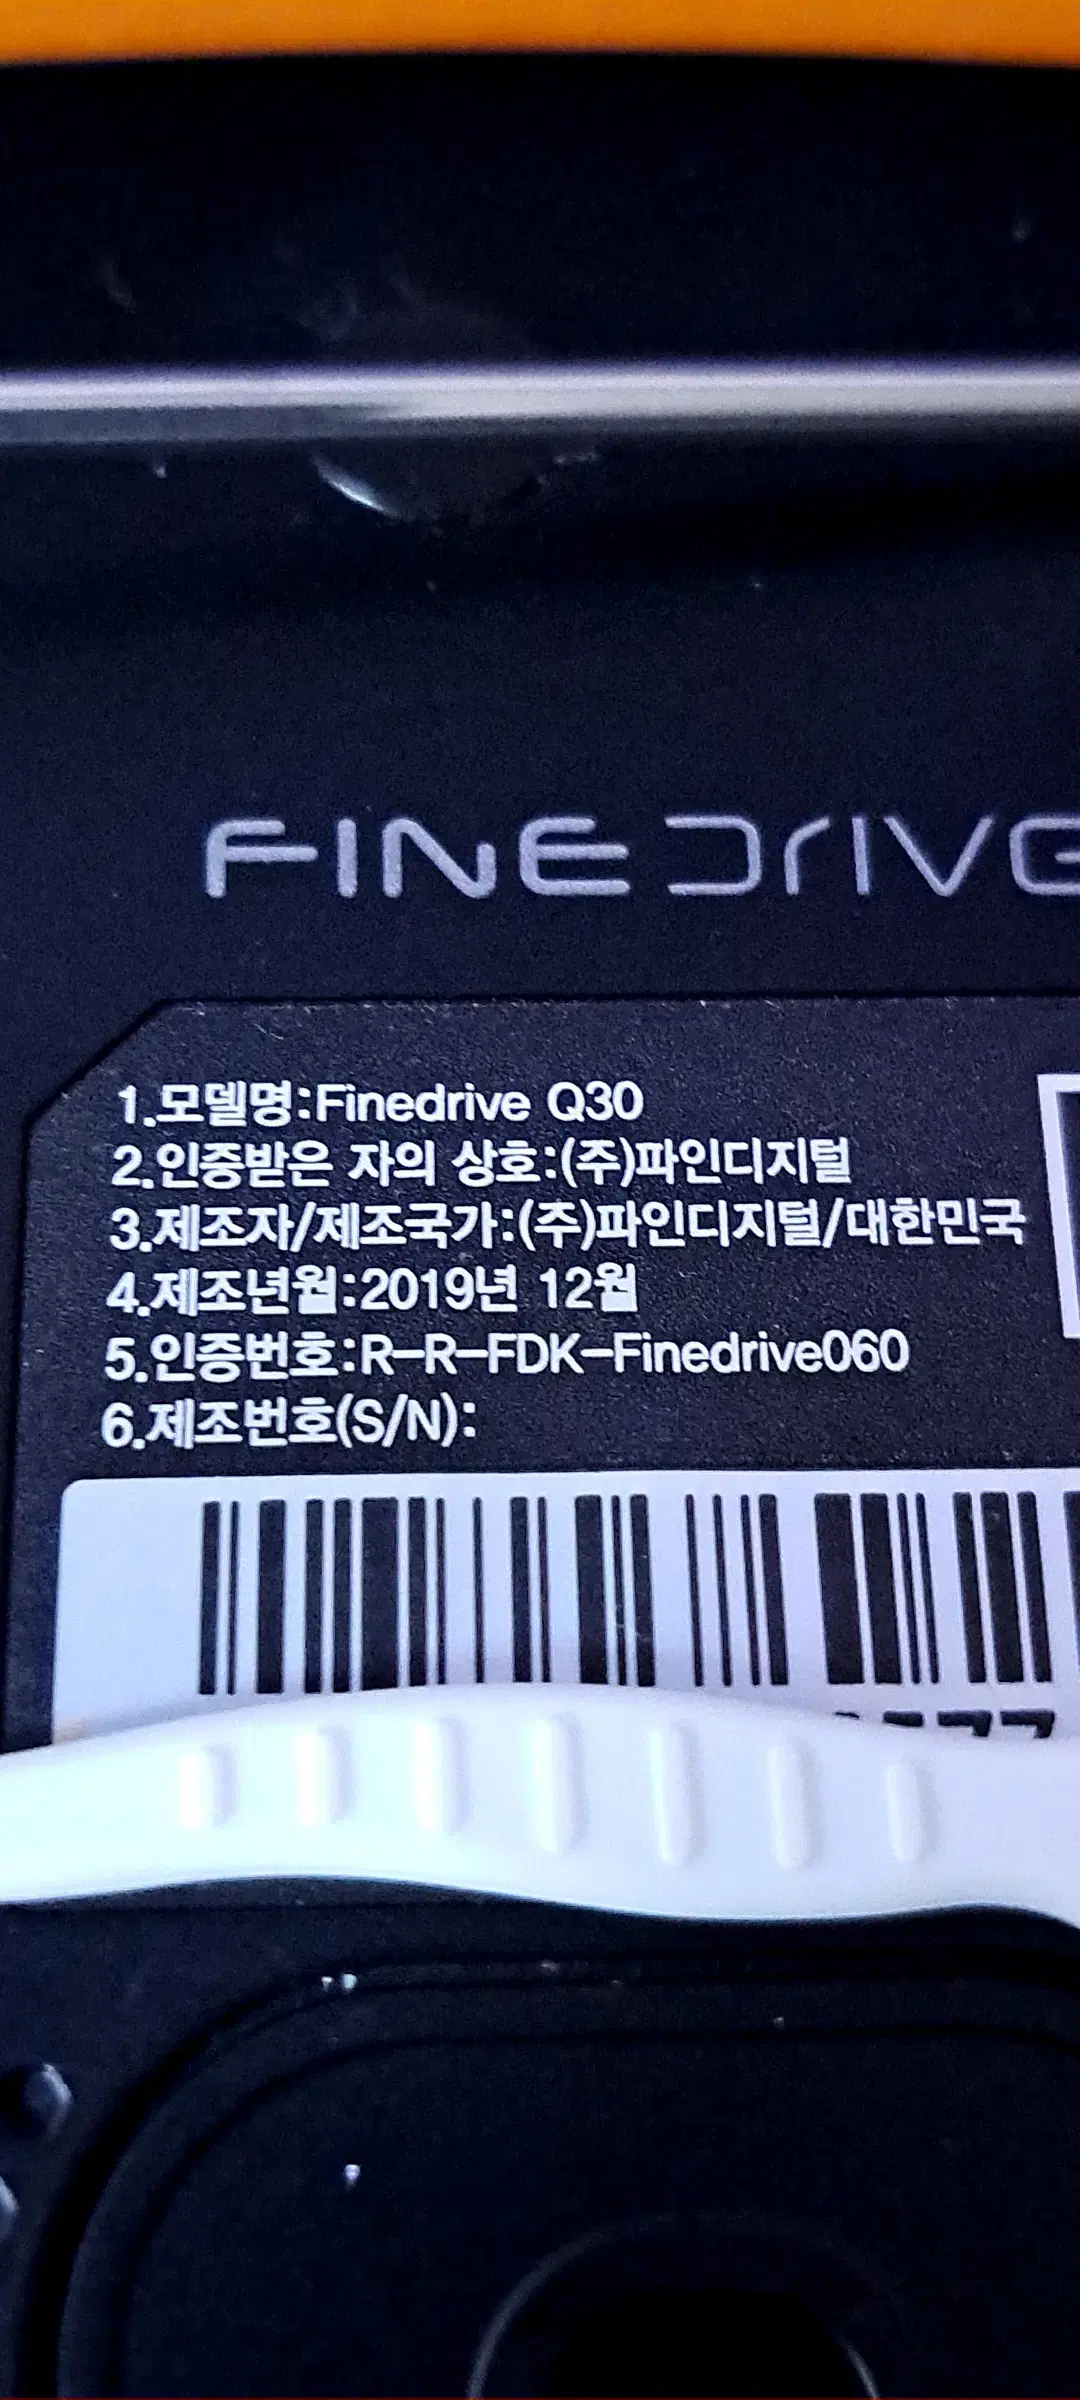 FINEDRIVE
1.모델명:Finedrive Q30
2.인증받은 자의 상호:(주)파인디지털
3.제조자/제조국가:(주)파인디지털/대한민국
4.제조년월:2019년 12월
5.인증번호:R-R-FDK-Finedrive060
6.제조번호(S/N):